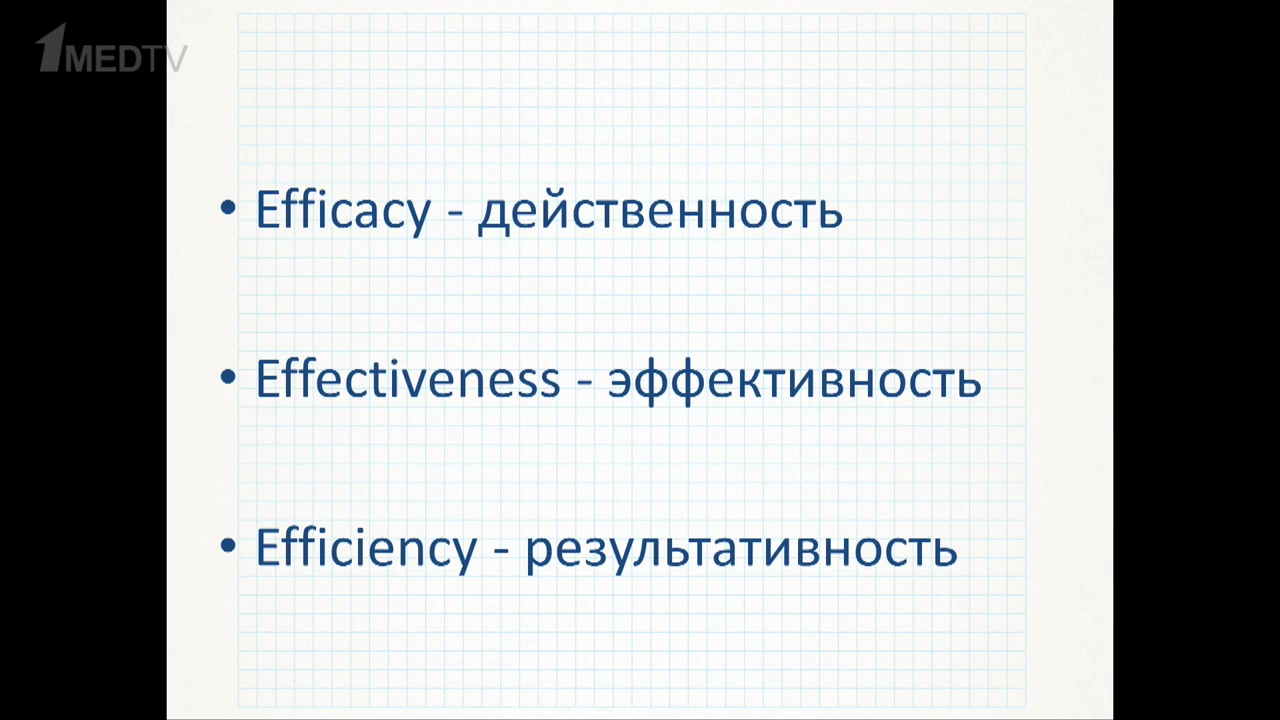 1MEDTV
• Efficacy - действенность
• Effectiveness - эффективность
• Efficiency - результативность